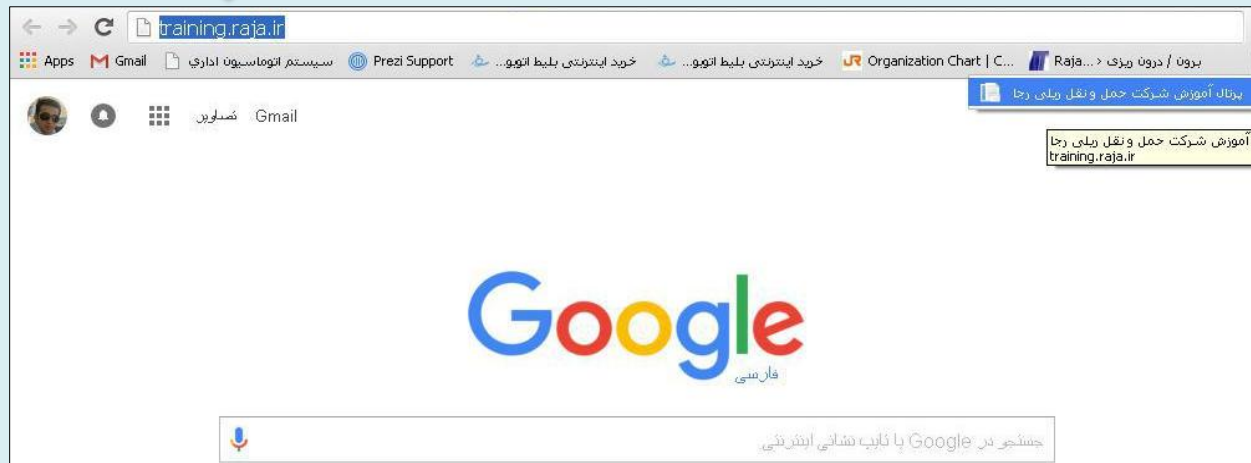 training.raja.ir
Apps Gmail سیستم اتوماسیون اداری Prezi Support خرید اینترنتی بلیط اتوبو... خرید اینترنتی بلیط اتوبو... Organization Chart | C... Raja...> برون / درون ریزی
پرتال آموزش شرکت حمل و نقل ریلی رجا
تصاویر Gmail
آموزش شرکت حمل و نقل ریلی رجا
training.raja.ir
Google
فارسی
جستجو در Google یا تایپ نشانی اینترنتی